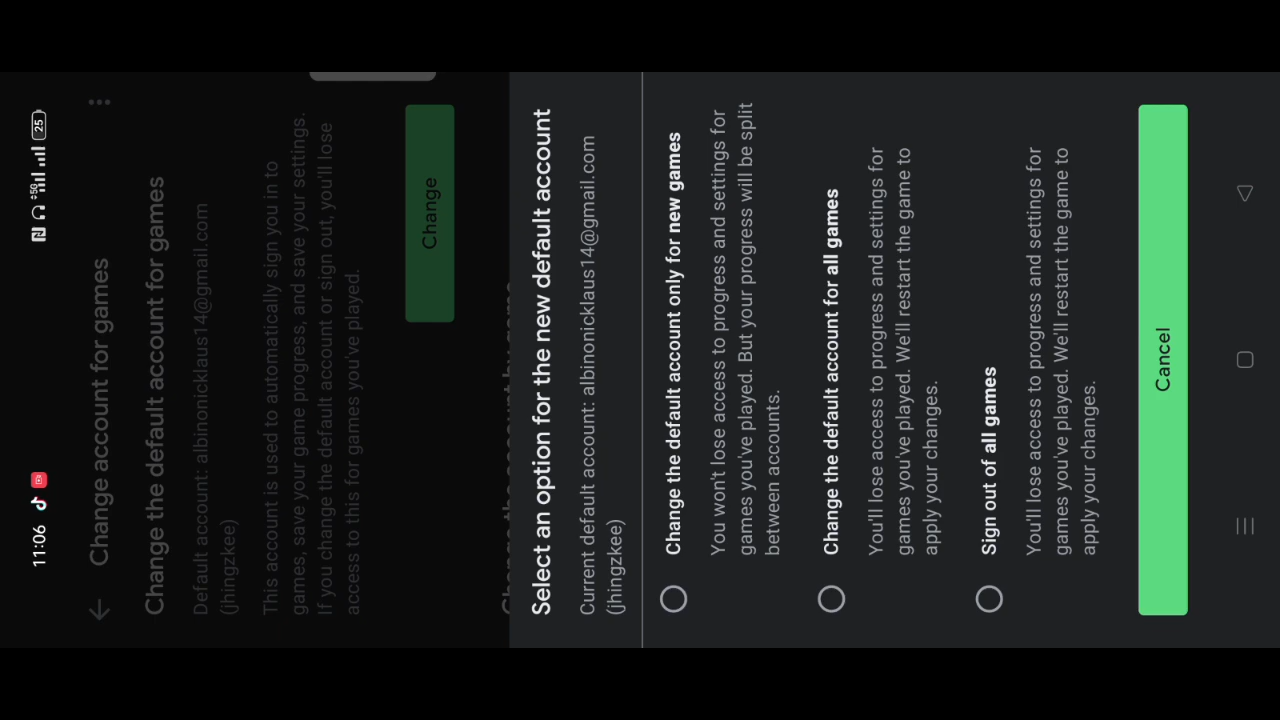 11:06
+5G
25
Change account for games
Change the default account for games
Default account: albinonicklaus14@gmail.com
(jhingzkee)
This account is used to automatically sign you in to
games, save your game progress, and save your settings.
If you change the default account or sign out, you'll lose
access to this for games you've played.
Change
Change the account by game
Select an option for the new default account
Current default account: albinonicklaus14@gmail.com
(jhingzkee)
Change the default account only for new games
You won't lose access to progress and settings for
games you've played. But your progress will be split
between accounts.
Change the default account for all games
You'll lose access to progress and settings for
games you've played. We'll restart the game to
apply your changes.
Sign out of all games
You'll lose access to progress and settings for
games you've played. We'll restart the game to
apply your changes.
Cancel